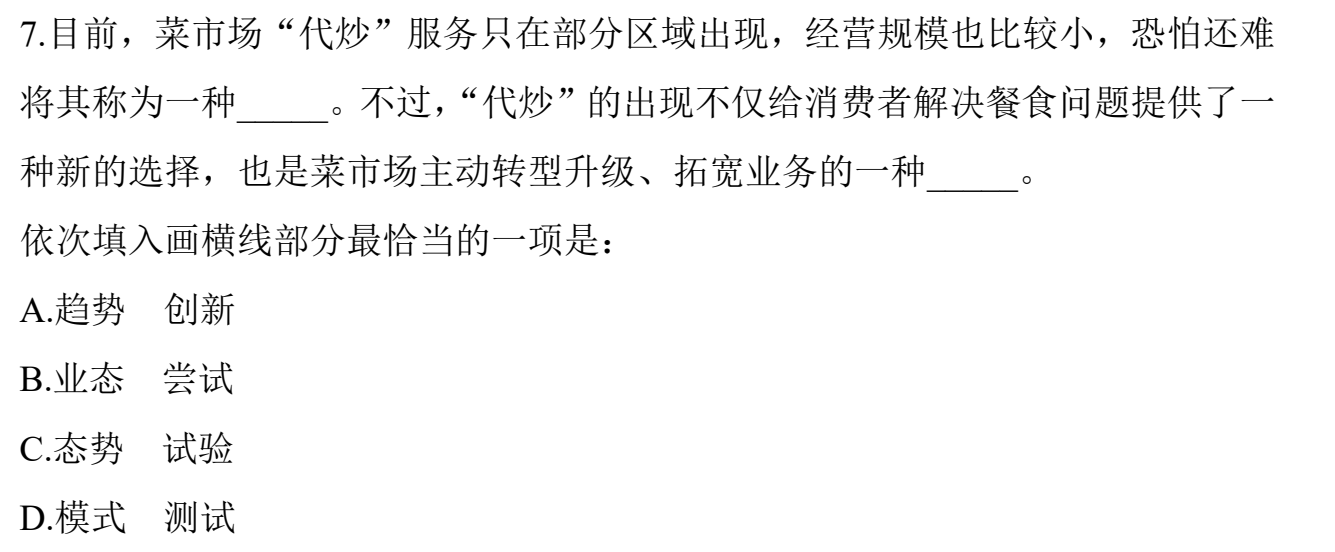 7.目前，菜市场“代炒”服务只在部分区域出现，经营规模也比较小，恐怕还难
将其称为一种_____。不过，“代炒”的出现不仅给消费者解决餐食问题提供了一
种新的选择，也是菜市场主动转型升级、拓宽业务的一种_____。
依次填入画横线部分最恰当的一项是：
A.趋势　创新
B.业态　尝试
C.态势　试验
D.模式　测试